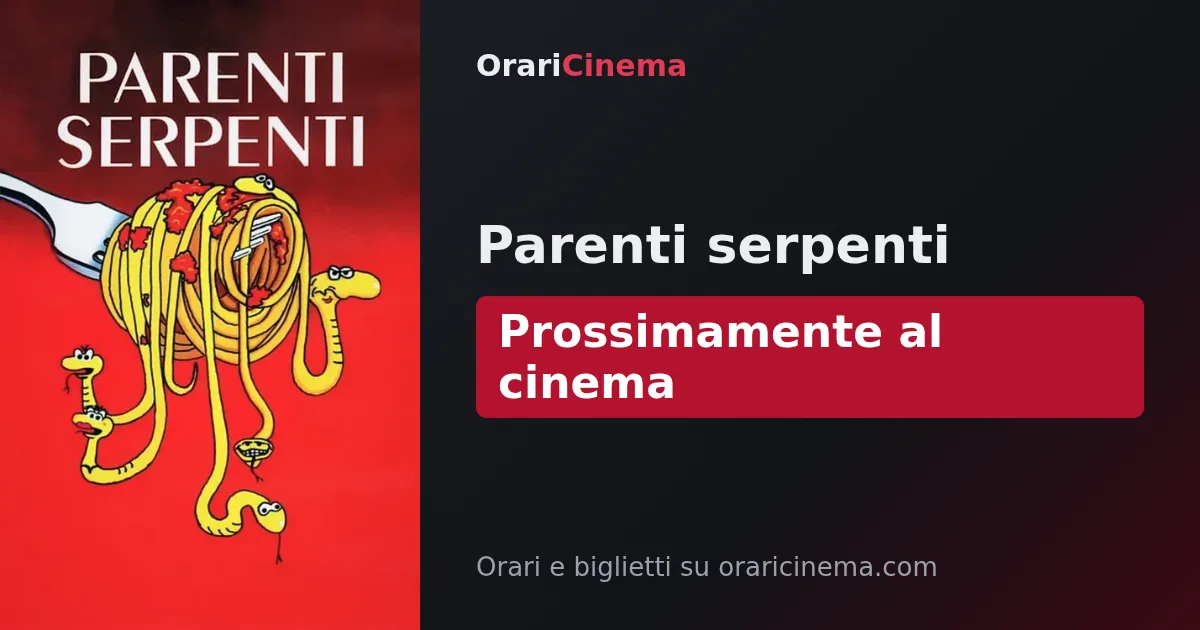 PARENTI
SERPENTI
OrariCinema
Parenti serpenti
Prossimamente al
cinema
Orari e biglietti su oraricinema.com